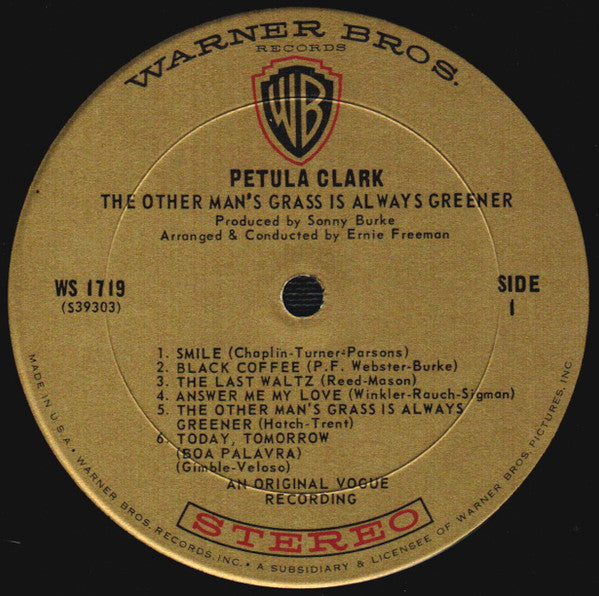 WARNER BROS.
RECORDS
WB
PETULA CLARK
THE OTHER MAN'S GRASS IS ALWAYS GREENER
Produced by Sonny Burke
Arranged & Conducted by Ernie Freeman
WS 1719
(S39303)
SIDE
1
1. SMILE (Chaplin-Turner-Parsons)
2. BLACK COFFEE (P.F. Webster-Burke)
3. THE LAST WALTZ (Reed-Mason)
4. ANSWER ME MY LOVE (Winkler-Rauch-Sigman)
5. THE OTHER MAN'S GRASS IS ALWAYS
GREENER (Hatch-Trent)
6. TODAY, TOMORROW
(BOA PALAVRA)
(Gimble-Veloso)
AN ORIGINAL VOGUE
RECORDING
STEREO
MADE IN U.S.A. • WARNER BROS. RECORDS, INC. • A SUBSIDIARY & LICENSEE OF WARNER BROS. PICTURES, INC.